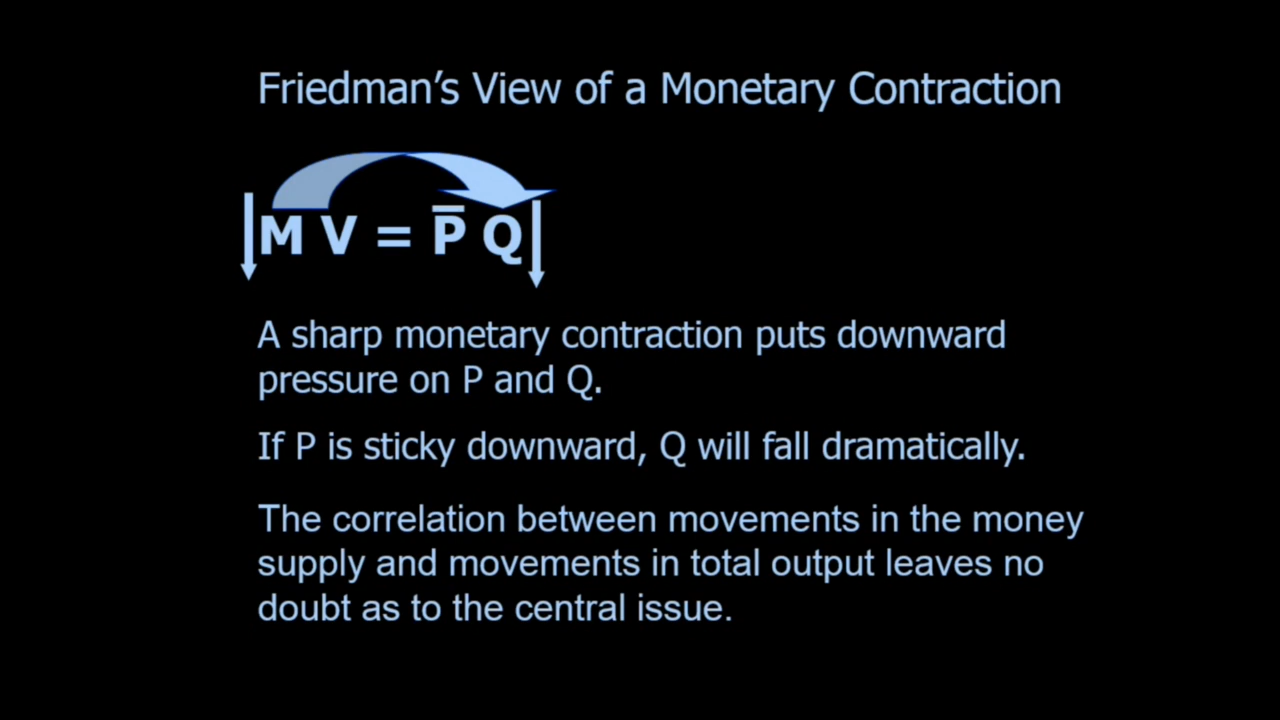 Friedman’s View of a Monetary Contraction
M V = P̅ Q
A sharp monetary contraction puts downward
pressure on P and Q.
If P is sticky downward, Q will fall dramatically.
The correlation between movements in the money
supply and movements in total output leaves no
doubt as to the central issue.